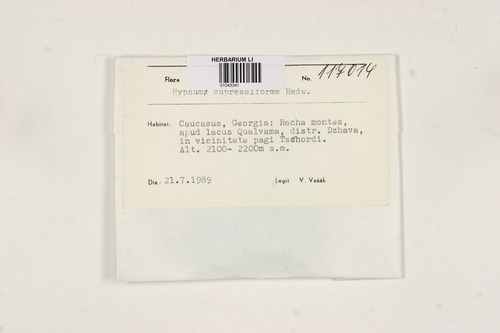 HERBARIUM LI
01043341
Flora
No. 117014
Hypnum cupressiforme Hedw.
Habitat: Caucasus, Georgia: Racha montes,
apud lacus Qualvama, distr. Dzhava,
in vicinitate pagi Tschordi.
Alt. 2100- 2200m s.m.
Die: 21.7.1989
Legit: V. Vašák